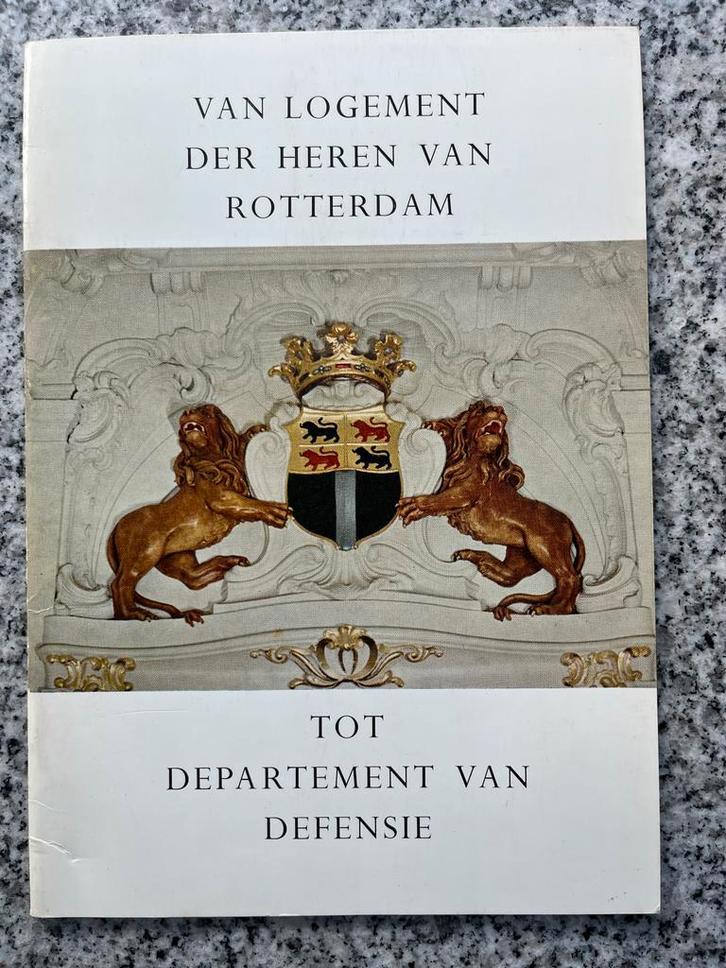 VAN LOGEMENT
DER HEREN VAN
ROTTERDAM
TOT
DEPARTEMENT VAN
DEFENSIE